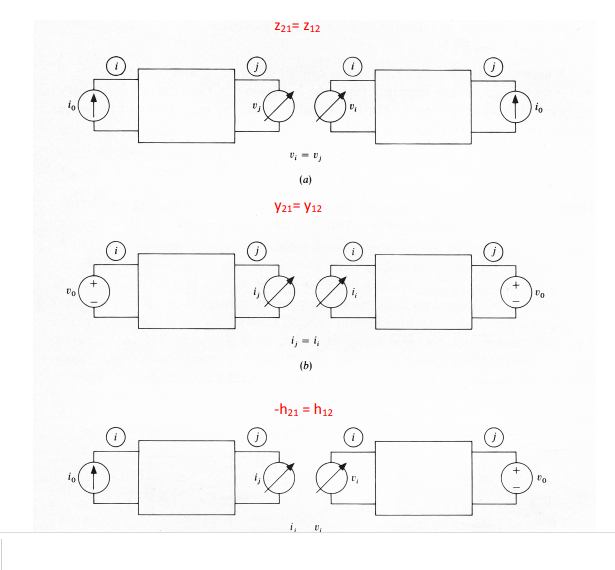 z₂₁= z₁₂
i j i j
i₀ vⱼ vᵢ i₀
vᵢ = vⱼ
(a)
y₂₁= y₁₂
i j i j
v₀ + − iⱼ iᵢ + − v₀
iⱼ = iᵢ
(b)
-h₂₁ = h₁₂
i j i j
i₀ iⱼ vᵢ + − v₀